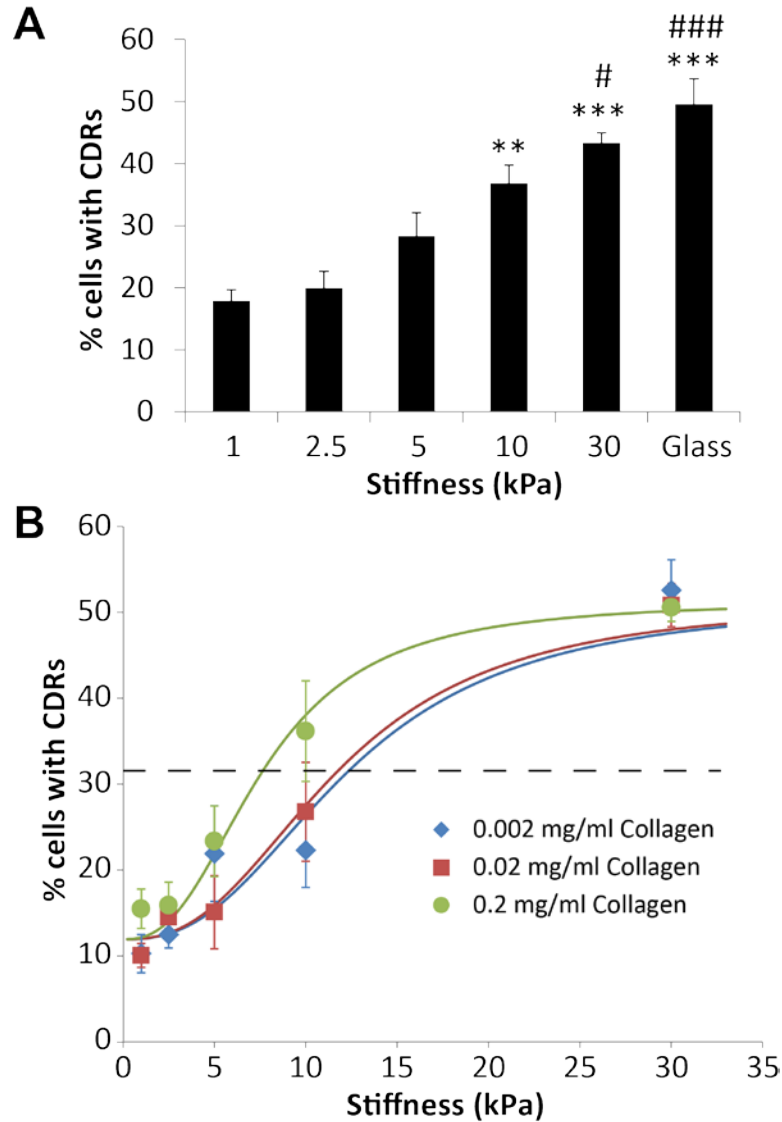 A
% cells with CDRs
60
50
40
30
20
10
0
**
#
***
###
***
1 2.5 5 10 30 Glass
Stiffness (kPa)
B
% cells with CDRs
60
50
40
30
20
10
0
0.002 mg/ml Collagen
0.02 mg/ml Collagen
0.2 mg/ml Collagen
0 5 10 15 20 25 30 35
Stiffness (kPa)